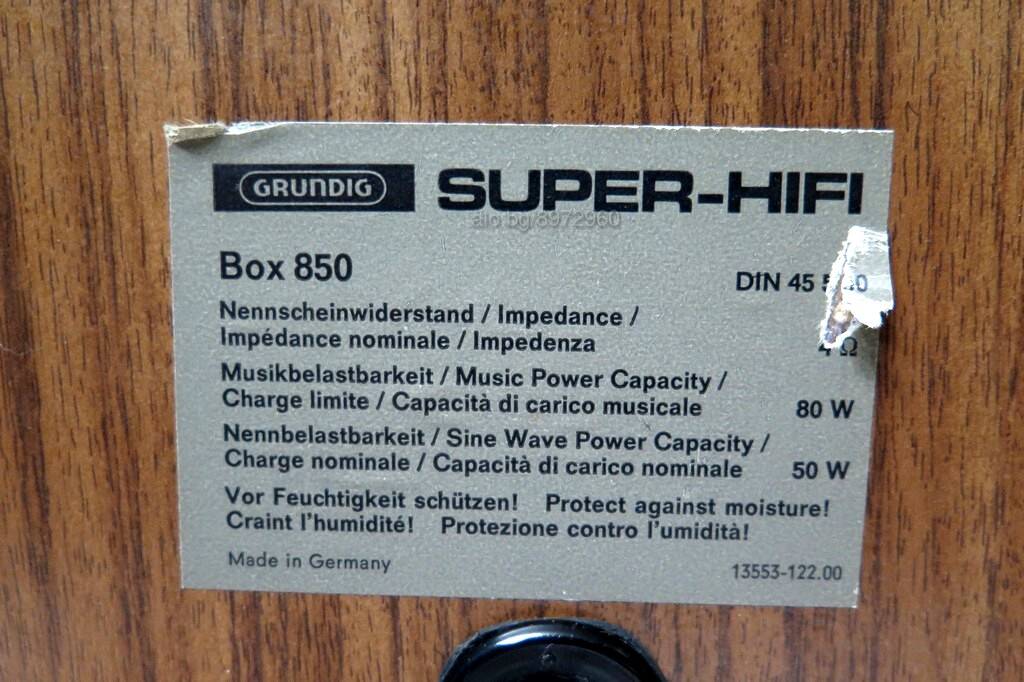 GRUNDIG SUPER-HIFI
aio.bg/8972960
Box 850 DIN 45
Nennscheinwiderstand / Impedance /
Impédance nominale / Impedenza 4 Ω
Musikbelastbarkeit / Music Power Capacity /
Charge limite / Capacità di carico musicale 80 W
Nennbelastbarkeit / Sine Wave Power Capacity /
Charge nominale / Capacità di carico nominale 50 W
Vor Feuchtigkeit schützen! Protect against moisture!
Craint l'humidité! Protezione contro l'umidità!
Made in Germany 13553-122.00